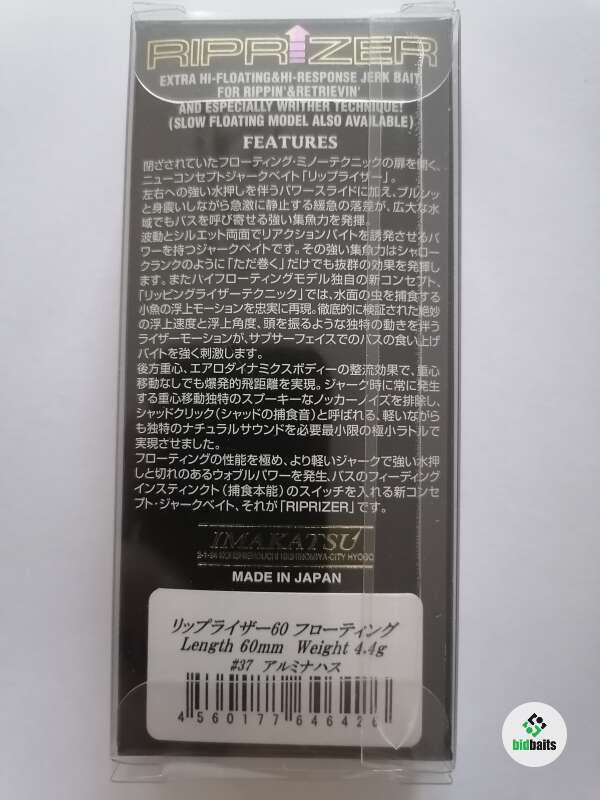 RIPRIZER
EXTRA HI-FLOATING&HI-RESPONSE JERK BAIT
FOR RIPPIN'&RETRIEVIN'
AND ESPECIALLY WRITHER TECHNIQUE!
(SLOW FLOATING MODEL ALSO AVAILABLE)
FEATURES
閉ざされていたフローティング・ミノーテクニックの扉を開く、
ニューコンセプトジャークベイト「リップライザー」。
左右への強い水押しを伴うパワースライドに加え、ブルンッ
と身震いしながら急激に静止する緩急の落差が、広大な水
域でもバスを呼び寄せる強い集魚力を発揮。
波動とシルエット両面でリアクションバイトを誘発させるパ
ワーを持つジャークベイトです。その強い集魚力はシャロー
クランクのように「ただ巻く」だけでも抜群の効果を発揮しま
す。またハイフローティングモデル独自の新コンセプト、
「リッピングライザーテクニック」では、水面の虫を捕食する
小魚の浮上モーションを忠実に再現。徹底的に検証された絶妙
の浮上速度と浮上角度、頭を振るような独特の動きを伴う
ライザーモーションが、サブサーフェイスでのバスの食い上げ
バイトを強く刺激します。
後方重心、エアロダイナミクスボディーの整流効果で、重心
移動なしでも爆発的飛距離を実現。ジャーク時に常に発生
する重心移動独特のスプーキーなノッカーノイズを排除し、
シャッドクリック(シャッドの捕食音)と呼ばれる、軽いながら
も独特のナチュラルサウンドを必要最小限の極小ラトルで
実現させました。
フローティングの性能を極め、より軽いジャークで強い水押
しと切れのあるウォブルパワーを発生、バスのフィーディング
インスティンクト(捕食本能)のスイッチを入れる新コンセ
プト・ジャークベイト、それが「RIPRIZER」です。
IMAKATSU
2-1-24 KOSHIENGUCHI NISHINOMIYA-CITY HYOGO
MADE IN JAPAN
リップライザー60 フローティング
Length 60mm Weight 4.4g
#37 アルミナハス
4 560177 646426
bidbaits